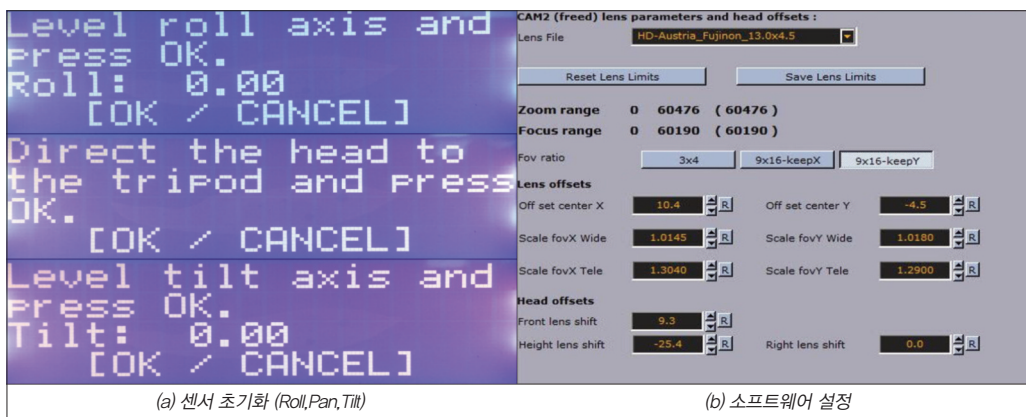 Level roll axis and
press OK.
Roll: 0.00
[OK / CANCEL]
Direct the head to
the tripod and press
OK.
[OK / CANCEL]
Level tilt axis and
press OK.
Tilt: 0.00
[OK / CANCEL]
CAM2 (freed) lens parameters and head offsets :
Lens File HD-Austria_Fujinon_13.0x4.5
Reset Lens Limits Save Lens Limits
Zoom range 0 60476 ( 60476 )
Focus range 0 60190 ( 60190 )
Fov ratio 3x4 9x16-keepX 9x16-keepY
Lens offsets
Off set center X 10.4 R Off set center Y -4.5 R
Scale fovX Wide 1.0145 R Scale fovY Wide 1.0180 R
Scale fovX Tele 1.3040 R Scale fovY Tele 1.2900 R
Head offsets
Front lens shift 9.3 R
Height lens shift -25.4 R Right lens shift 0.0 R
(a) 센서 초기화 (Roll,Pan,Tilt)
(b) 소프트웨어 설정